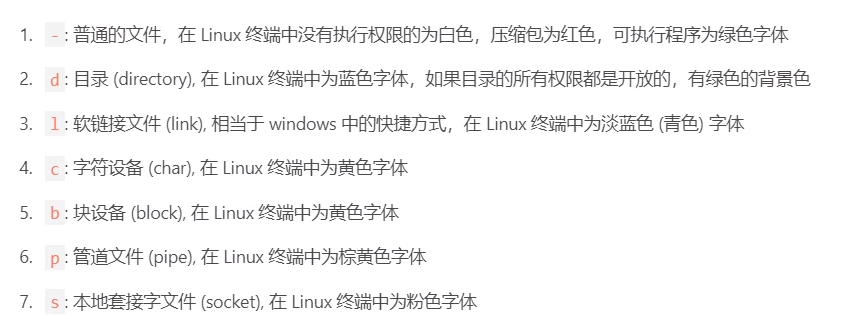 1. -: 普通的文件，在 Linux 终端中没有执行权限的为白色，压缩包为红色，可执行程序为绿色字体
2. d: 目录 (directory), 在 Linux 终端中为蓝色字体，如果目录的所有权限都是开放的，有绿色的背景色
3. l: 软链接文件 (link), 相当于 windows 中的快捷方式，在 Linux 终端中为淡蓝色 (青色) 字体
4. c: 字符设备 (char), 在 Linux 终端中为黄色字体
5. b: 块设备 (block), 在 Linux 终端中为黄色字体
6. p: 管道文件 (pipe), 在 Linux 终端中为棕黄色字体
7. s: 本地套接字文件 (socket), 在 Linux 终端中为粉色字体